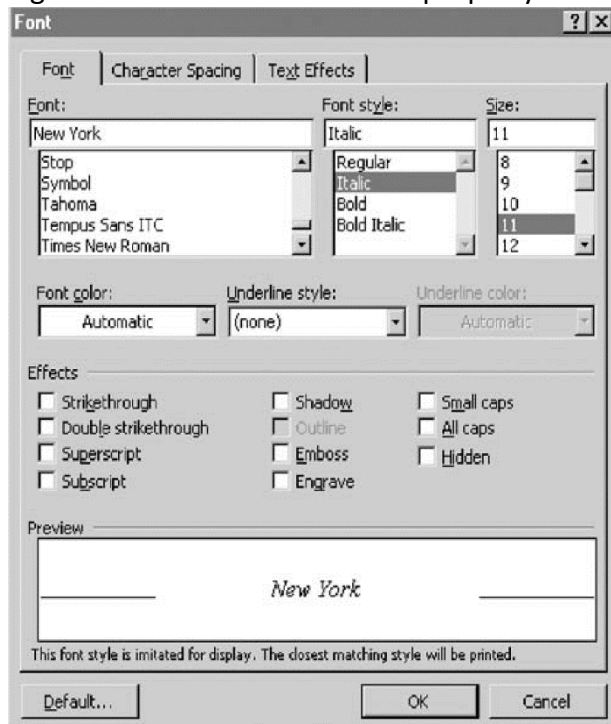 Font
? X
Font Character Spacing Text Effects
Font: Font style: Size:
New York Italic 11
Stop Regular 8
Symbol Italic 9
Tahoma Bold 10
Tempus Sans ITC Bold Italic 11
Times New Roman 12
Font color: Underline style: Underline color:
Automatic (none) Automatic
Effects
Strikethrough Shadow Small caps
Double strikethrough Outline All caps
Superscript Emboss Hidden
Subscript Engrave
Preview
New York
This font style is imitated for display. The closest matching style will be printed.
Default... OK Cancel